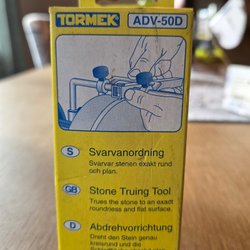 TORMEK ADV-50D
S Svarvanordning
Svarvar stenen exakt rund
och plan.
GB Stone Truing Tool
Trues the stone to an exact
roundness and flat surface.
D Abdrehvorrichtung
Dreht den Stein genau
kreisrund und die